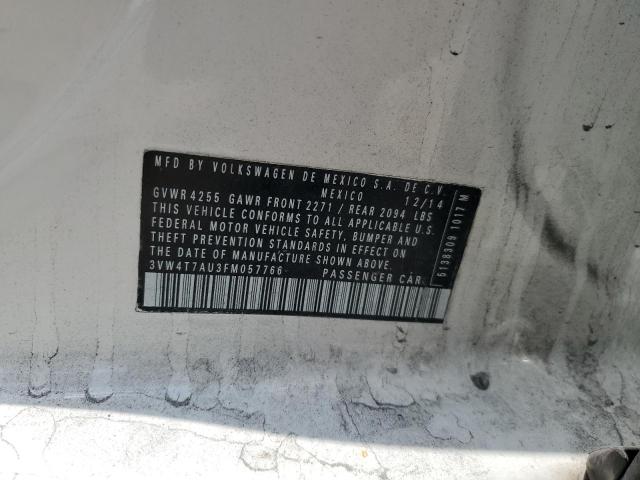 MFD BY VOLKSWAGEN DE MEXICO S.A. DE C.V.
MEXICO 12/14
GVWR 4255 GAWR FRONT 2271 / REAR 2094 LBS
THIS VEHICLE CONFORMS TO ALL APPLICABLE U.S.
FEDERAL MOTOR VEHICLE SAFETY, BUMPER, AND
THEFT PREVENTION STANDARDS IN EFFECT ON
THE DATE OF MANUFACTURE SHOWN ABOVE.
3VW4T7AU3FM057766 PASSENGER CAR
5138309 1017 M